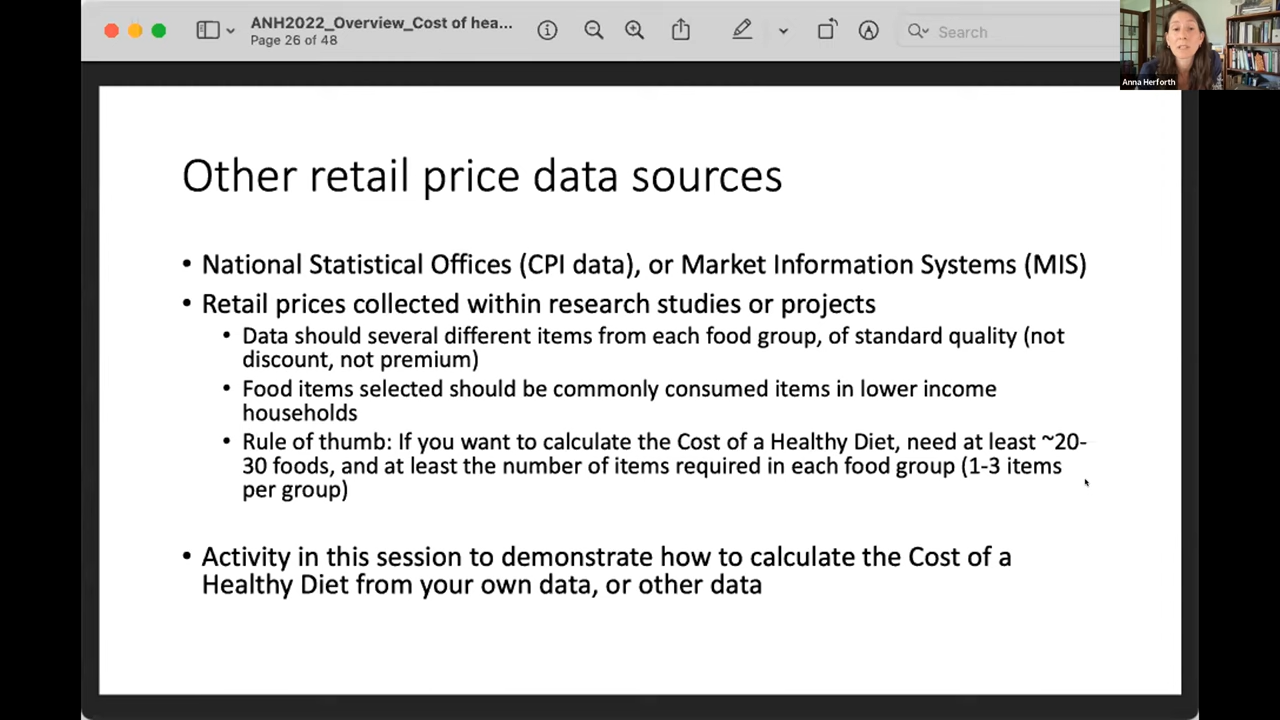 ANH2022_Overview_Cost of hea...
Page 26 of 48
Search
Anna Herforth
Other retail price data sources
• National Statistical Offices (CPI data), or Market Information Systems (MIS)
• Retail prices collected within research studies or projects
• Data should several different items from each food group, of standard quality (not
discount, not premium)
• Food items selected should be commonly consumed items in lower income
households
• Rule of thumb: If you want to calculate the Cost of a Healthy Diet, need at least ~20-
30 foods, and at least the number of items required in each food group (1-3 items
per group)
• Activity in this session to demonstrate how to calculate the Cost of a
Healthy Diet from your own data, or other data